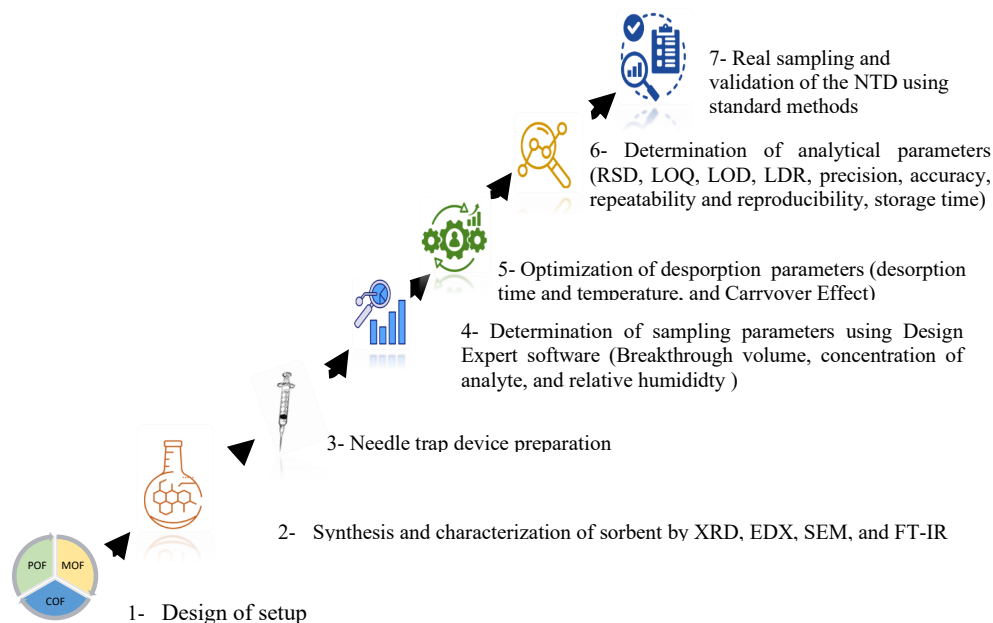 7- Real sampling and
validation of the NTD using
standard methods
6- Determination of analytical parameters
(RSD, LOQ, LOD, LDR, precision, accuracy,
repeatability and reproducibility, storage time)
5- Optimization of desporption parameters (desorption
time and temperature, and Carryover Effect)
4- Determination of sampling parameters using Design
Expert software (Breakthrough volume, concentration of
analyte, and relative humididty )
3- Needle trap device preparation
2- Synthesis and characterization of sorbent by XRD, EDX, SEM, and FT-IR
POF MOF
COF
1- Design of setup